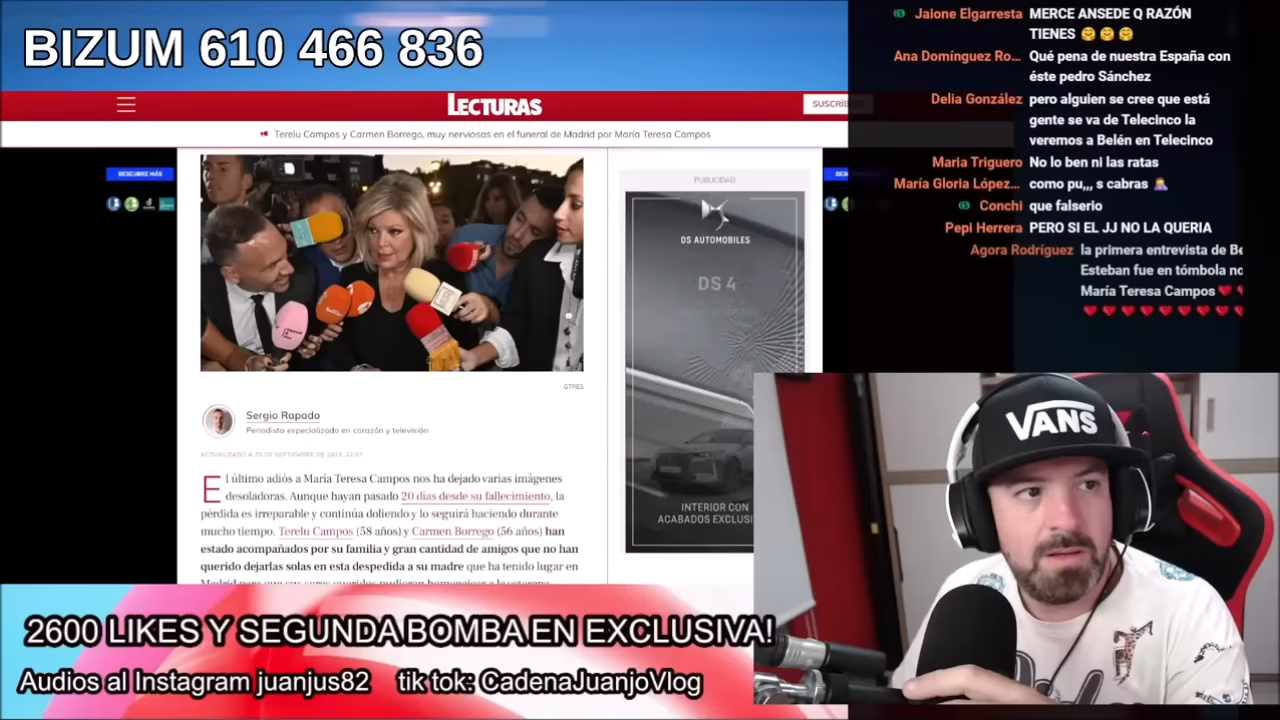 BIZUM 610 466 836
LECTURAS
Terelu Campos y Carmen Borrego, muy nerviosas en el funeral de Madrid por María Teresa Campos
DESCUBRE MÁS
GTRES
Sergio Rapado
Periodista especializado en corazón y televisión
El último adiós a María Teresa Campos nos ha dejado varias imágenes
desoladoras. Aunque hayan pasado 20 días desde su fallecimiento, la
pérdida es irreparable y continúa doliendo y lo seguirá haciendo durante
mucho tiempo. Terelu Campos (58 años) y Carmen Borrego (56 años) han
estado acompañados por su familia y gran cantidad de amigos que no han
querido dejarlas solas en esta despedida a su madre que ha tenido lugar en
PUBLICIDAD
DS AUTOMOBILES
DS 4
INTERIOR CON
ACABADOS
Jaione Elgarresta MERCE ANSEDE Q RAZÓN
TIENES 🤗 🤗 🤗
Ana Domínguez Ro... Qué pena de nuestra España con
éste pedro Sánchez
Delia González pero alguien se cree que está
gente se va de Telecinco la
veremos a Belén en Telecinco
Maria Triguero No lo ben ni las ratas
María Gloria López... como pu,,, s cabras 🤦‍♀️
Conchi que falserio
Pepi Herrera PERO SI EL JJ NO LA QUERIA
Agora Rodríguez la primera entrevista de Be
Esteban fue en tómbola no
María Teresa Campos ❤️ ❤️
❤️ ❤️ ❤️ ❤️ ❤️ ❤️ ❤️ ❤️
VANS
2600 LIKES Y SEGUNDA BOMBA EN EXCLUSIVA!
Audios al Instagram juanjus82 tik tok: CadenaJuanjoVlog